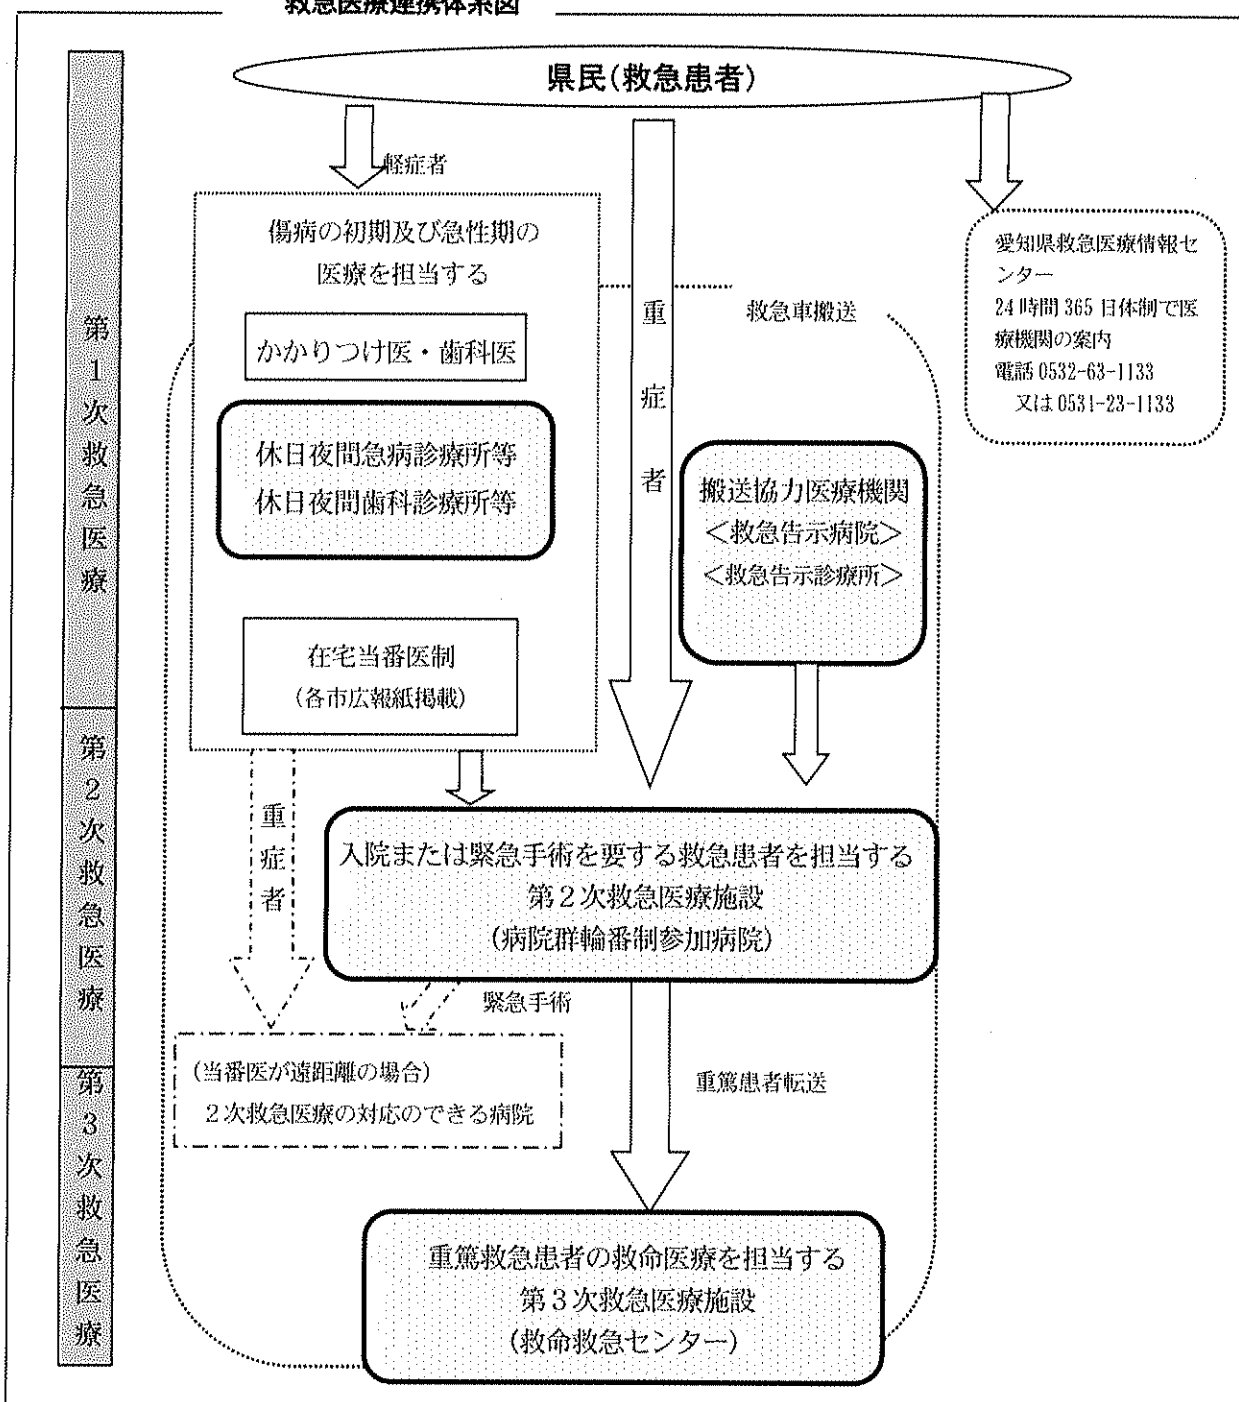 救急医療連携体系図
県民(救急患者)
軽症者
傷病の初期及び急性期の
医療を担当する
かかりつけ医・歯科医
休日夜間急病診療所等
休日夜間歯科診療所等
在宅当番医制
(各市広報紙掲載)
重症者
救急車搬送
愛知県救急医療情報セ
ンター
24時間365日体制で医
療機関の案内
電話0532-63-1133
又は0531-23-1133
搬送協力医療機関
<救急告示病院>
<救急告示診療所>
第1次救急医療
第2次救急医療
重症者
入院または緊急手術を要する救急患者を担当する
第2次救急医療施設
(病院群輪番制参加病院)
緊急手術
(当番医が遠距離の場合)
2次救急医療の対応のできる病院
重篤患者転送
第3次救急医療
重篤救急患者の救命医療を担当する
第3次救急医療施設
(救命救急センター)